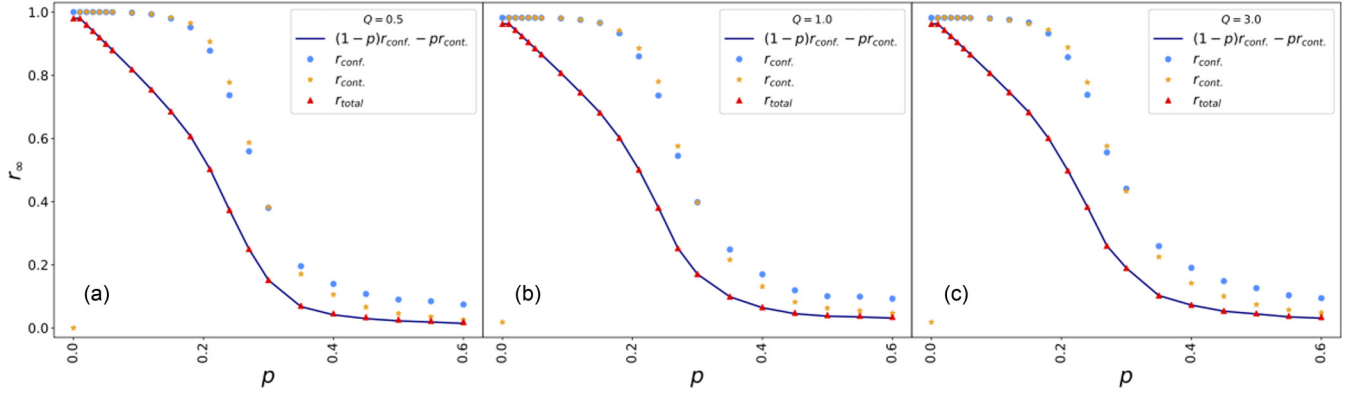 Q = 0.5
(1 − p)r_conf. − pr_cont.
r_conf.
r_cont.
r_total
(a)
1.0
0.8
0.6
0.4
0.2
0.0
r_∞
0.0
0.2
0.4
0.6
p
Q = 1.0
(1 − p)r_conf. − pr_cont.
r_conf.
r_cont.
r_total
(b)
0.0
0.2
0.4
0.6
p
Q = 3.0
(1 − p)r_conf. − pr_cont.
r_conf.
r_cont.
r_total
(c)
0.0
0.2
0.4
0.6
p